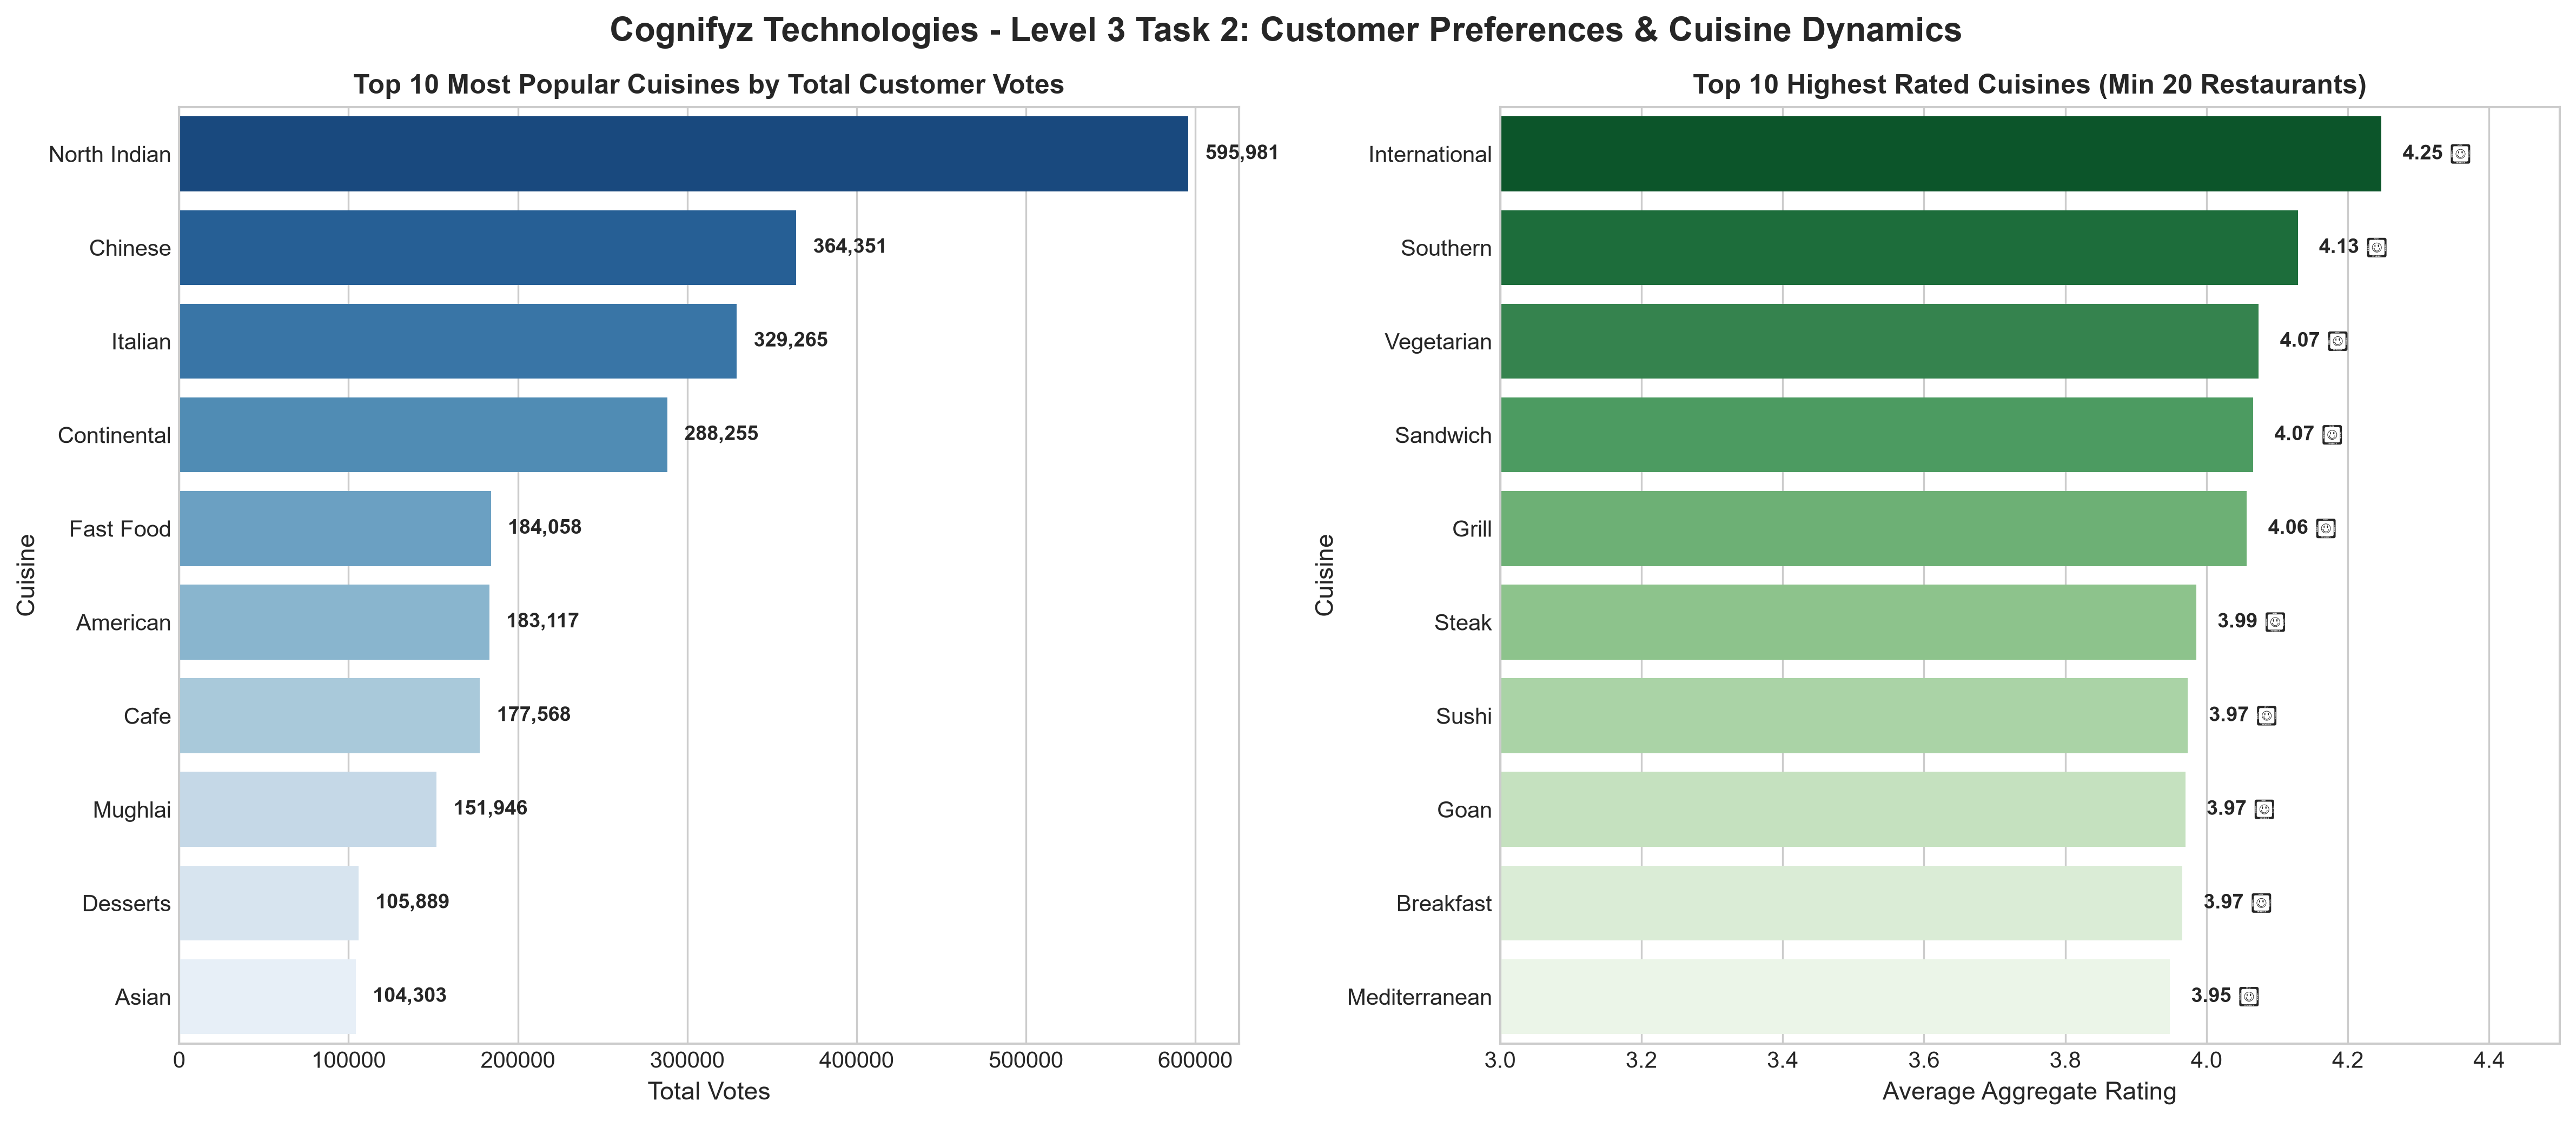 Cognifyz Technologies - Level 3 Task 2: Customer Preferences & Cuisine Dynamics
Top 10 Most Popular Cuisines by Total Customer Votes
Cuisine
North Indian 595,981
Chinese 364,351
Italian 329,265
Continental 288,255
Fast Food 184,058
American 183,117
Cafe 177,568
Mughlai 151,946
Desserts 105,889
Asian 104,303
0 100000 200000 300000 400000 500000 600000
Total Votes
Top 10 Highest Rated Cuisines (Min 20 Restaurants)
Cuisine
International 4.25
Southern 4.13
Vegetarian 4.07
Sandwich 4.07
Grill 4.06
Steak 3.99
Sushi 3.97
Goan 3.97
Breakfast 3.97
Mediterranean 3.95
3.0 3.2 3.4 3.6 3.8 4.0 4.2 4.4
Average Aggregate Rating